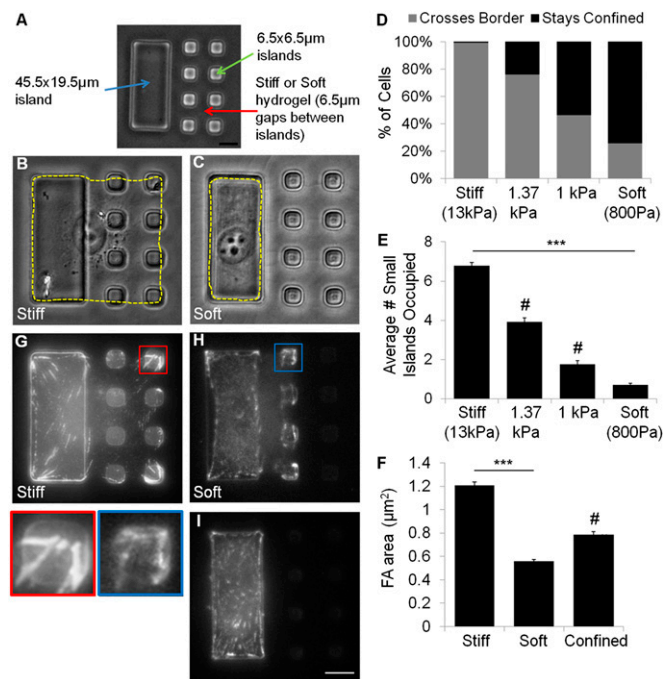 A
45.5x19.5µm
island
6.5x6.5µm
islands
Stiff or Soft
hydrogel (6.5µm
gaps between
islands)
B
Stiff
C
Soft
G
Stiff
H
Soft
I
D
Crosses Border
Stays Confined
% of Cells
100%
80%
60%
40%
20%
0%
Stiff
(13kPa)
1.37
kPa
1 kPa
Soft
(800Pa)
E
Average # Small
Islands Occupied
8
6
4
2
0
***
#
#
Stiff
(13kPa)
1.37
kPa
1 kPa
Soft
(800Pa)
F
FA area (µm²)
1.4
1.2
1
0.8
0.6
0.4
0.2
0
***
#
Stiff
Soft
Confined